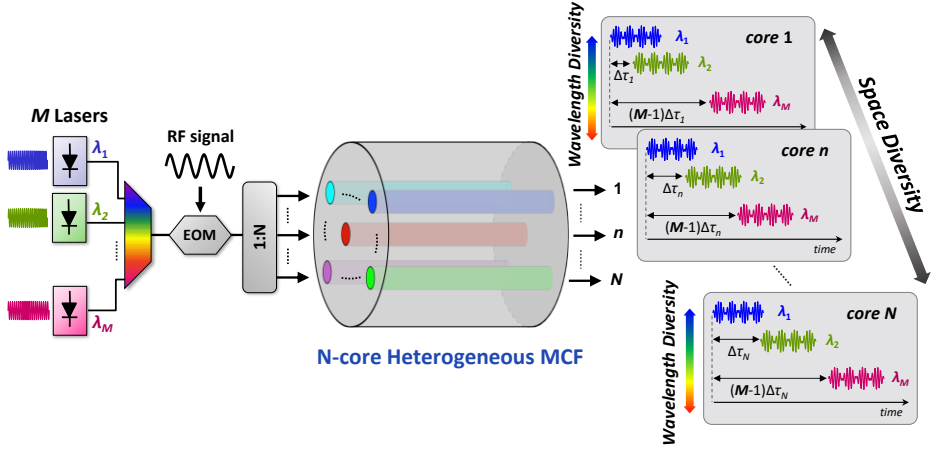 M Lasers
λ1
λ2
λM
RF signal
EOM
1:N
N-core Heterogeneous MCF
1
n
N
Wavelength Diversity
core 1
λ1
λ2
Δτ1
λM
(M-1)Δτ1
core n
λ1
λ2
Δτn
λM
(M-1)Δτn
time
Space Diversity
Wavelength Diversity
core N
λ1
λ2
ΔτN
λM
(M-1)ΔτN
time